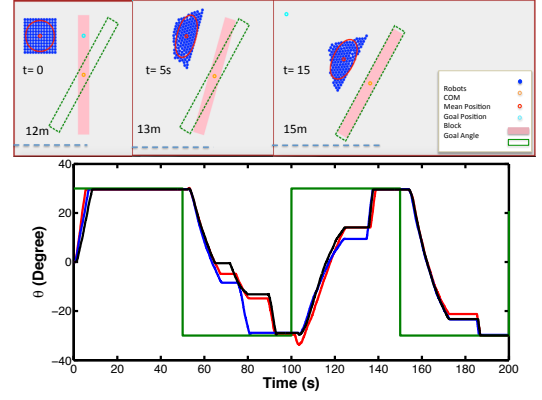 t= 0
12m
t= 5s
13m
t= 15
15m
Robots
COM
Mean Position
Goal Position
Block
Goal Angle
40
20
0
−20
−40
θ (Degree)
0 20 40 60 80 100 120 140 160 180 200
Time (s)